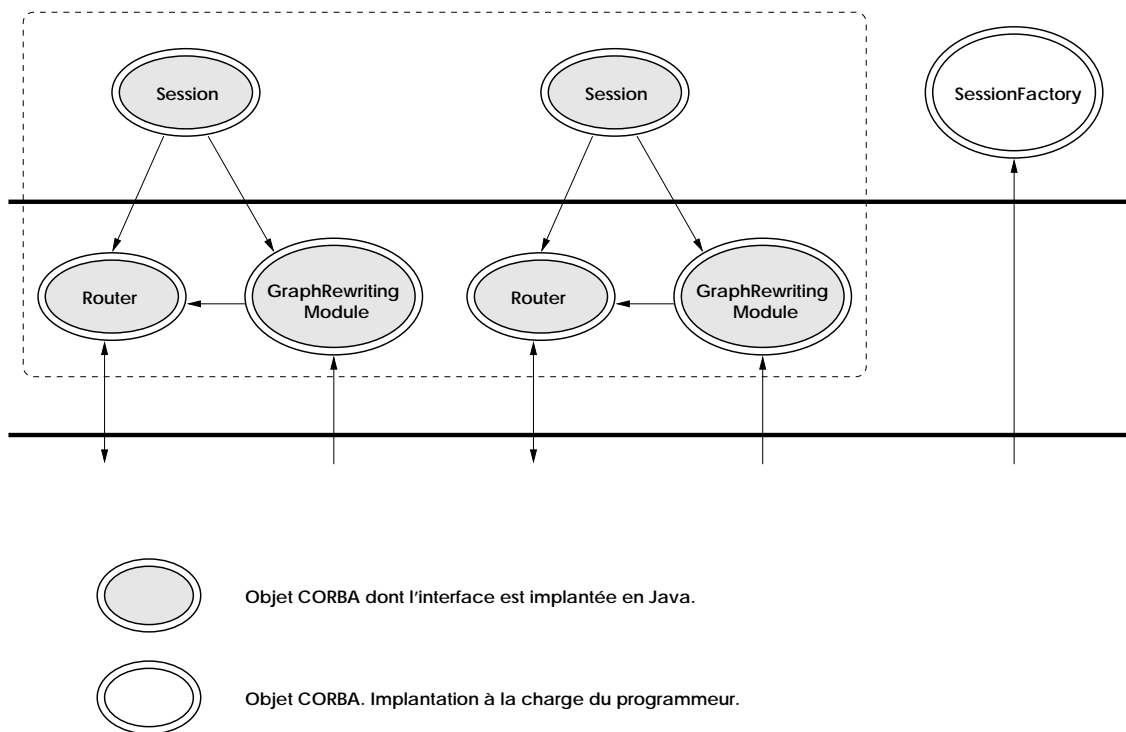 Session
Session
SessionFactory
Router
GraphRewriting
Module
Router
GraphRewriting
Module
Objet CORBA dont l'interface est implantée en Java.
Objet CORBA. Implantation à la charge du programmeur.